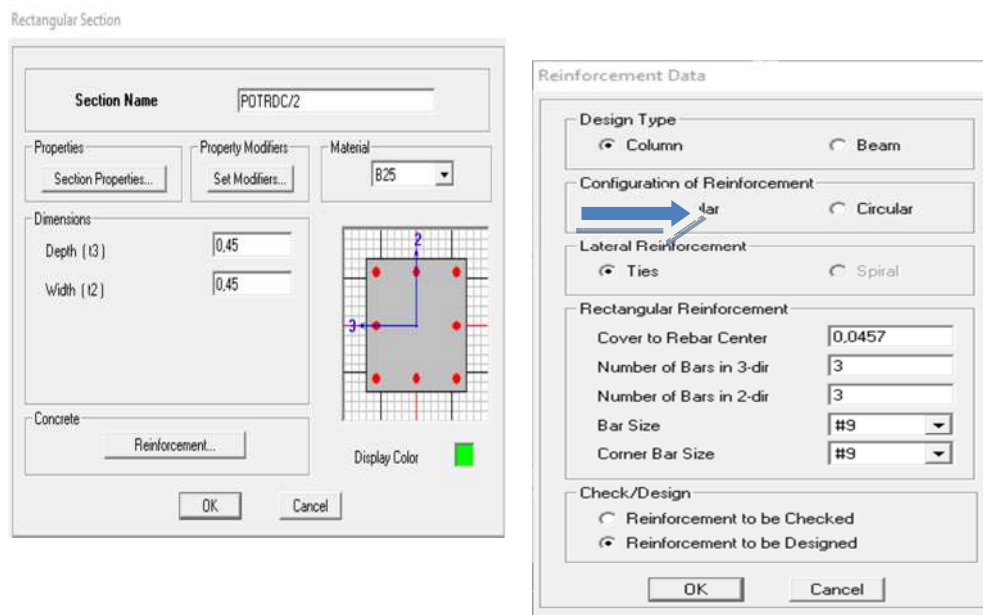 Rectangular Section
Section Name POTRDC/2
Properties Property Modifiers Material
Section Properties... Set Modifiers... B25
Dimensions
Depth (t3) 0,45
Width (t2) 0,45
2
3
Concrete
Reinforcement...
Display Color
OK Cancel
Reinforcement Data
Design Type
Column Beam
Configuration of Reinforcement
lar Circular
Lateral Reinforcement
Ties Spiral
Rectangular Reinforcement
Cover to Rebar Center 0,0457
Number of Bars in 3-dir 3
Number of Bars in 2-dir 3
Bar Size #9
Corner Bar Size #9
Check/Design
Reinforcement to be Checked
Reinforcement to be Designed
OK Cancel